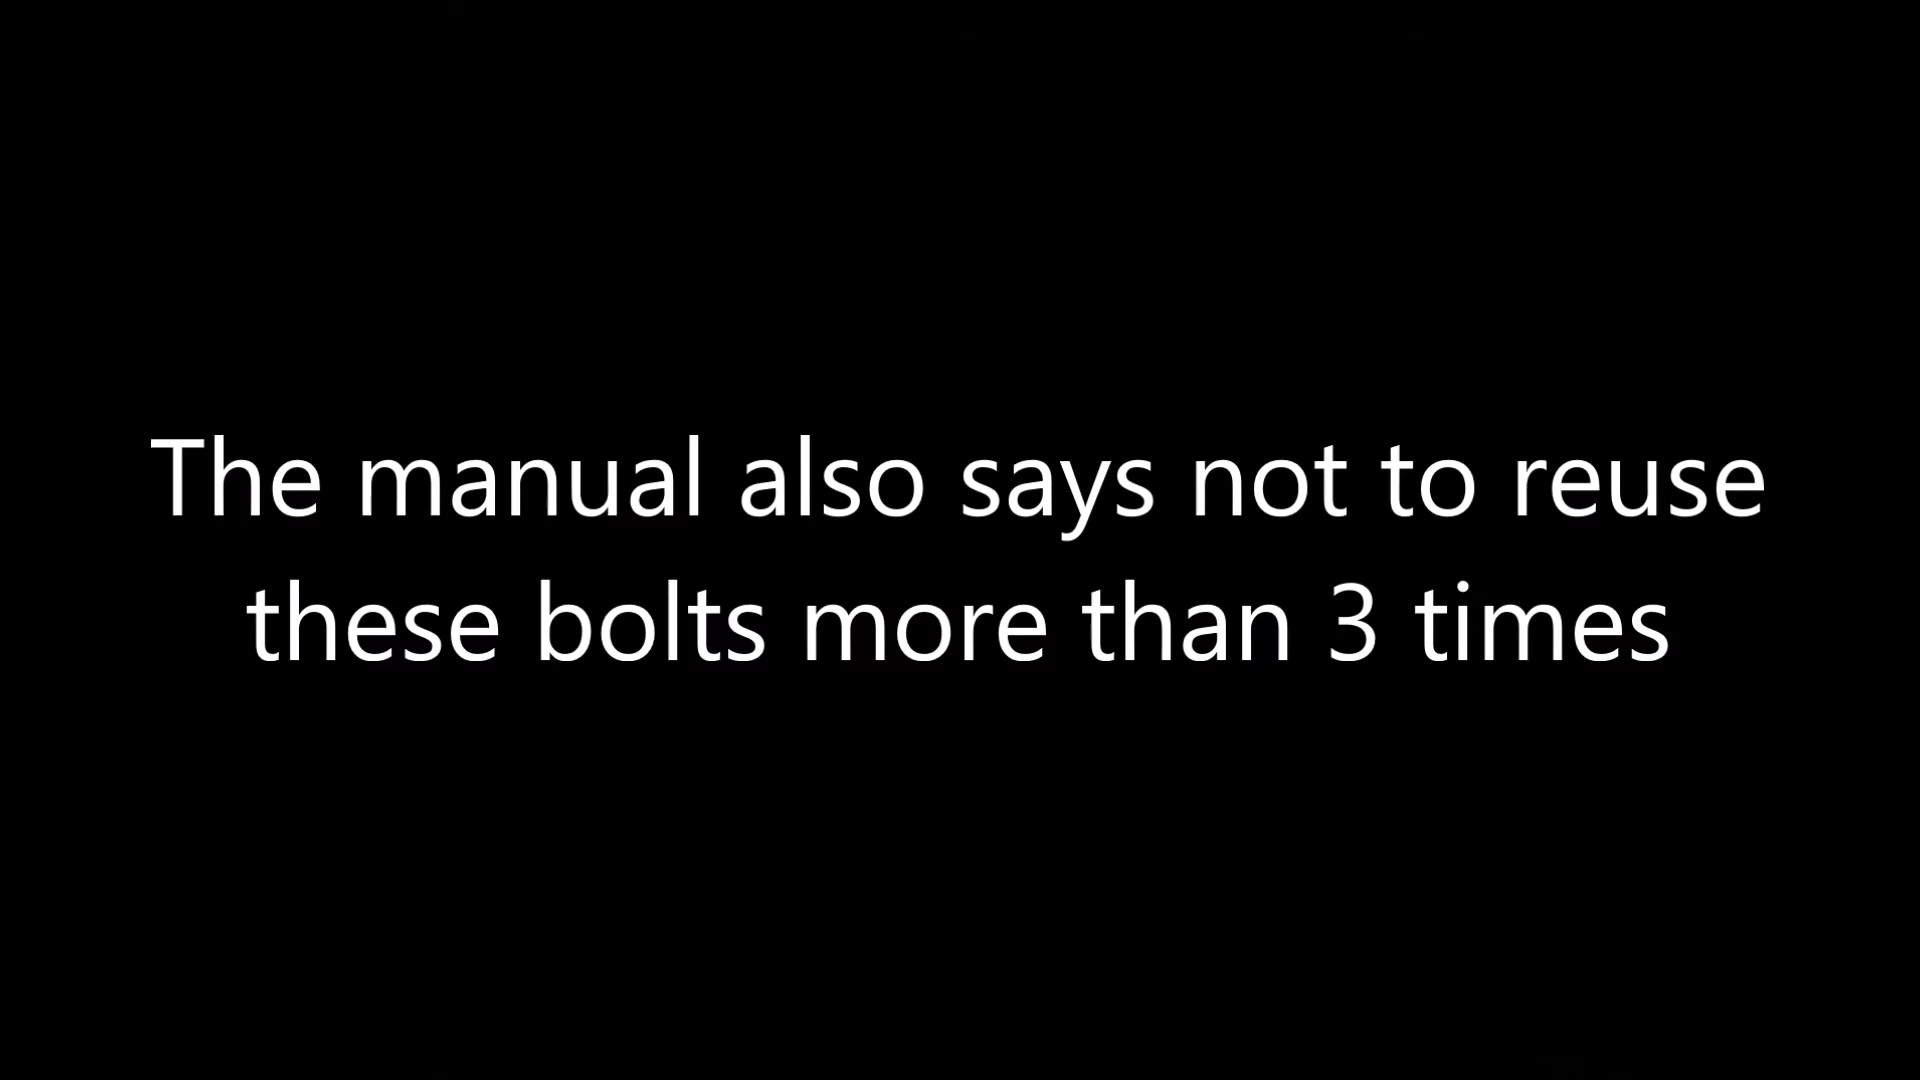 The manual also says not to reuse
these bolts more than 3 times